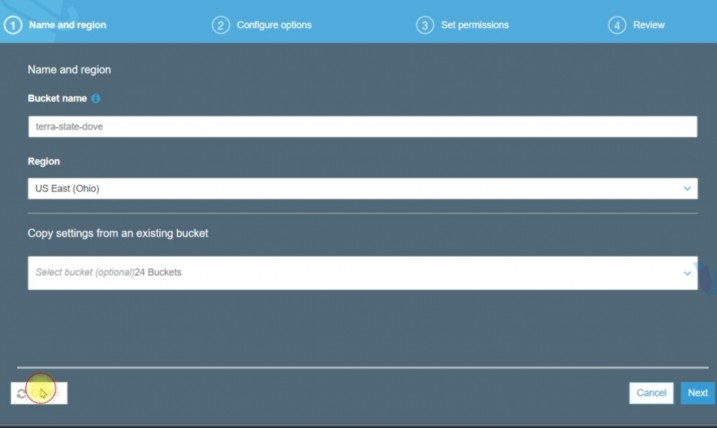 1 Name and region 2 Configure options 3 Set permissions 4 Review
Name and region
Bucket name
terra-state-dove
Region
US East (Ohio)
Copy settings from an existing bucket
Select bucket (optional)24 Buckets
Cancel Next